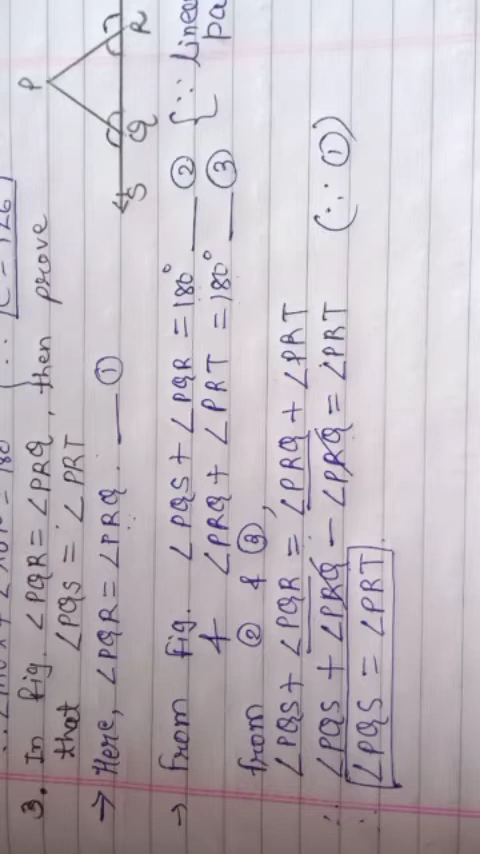 ∴ C = 126
3. In fig. ∠PQR = ∠PRQ, then prove
that ∠PQS = ∠PRT
→ Here, ∠PQR = ∠PRQ. — ①
P
S Q R
→ from fig. ∠PQS + ∠PQR = 180° — ② {∵ linear
& ∠PRQ + ∠PRT = 180° — ③ pa
from ② & ③,
∠PQS + ∠PQR = ∠PRQ + ∠PRT
∴ ∠PQS + ∠PRQ - ∠PRQ = ∠PRT (∵ ①)
∴ ∠PQS = ∠PRT